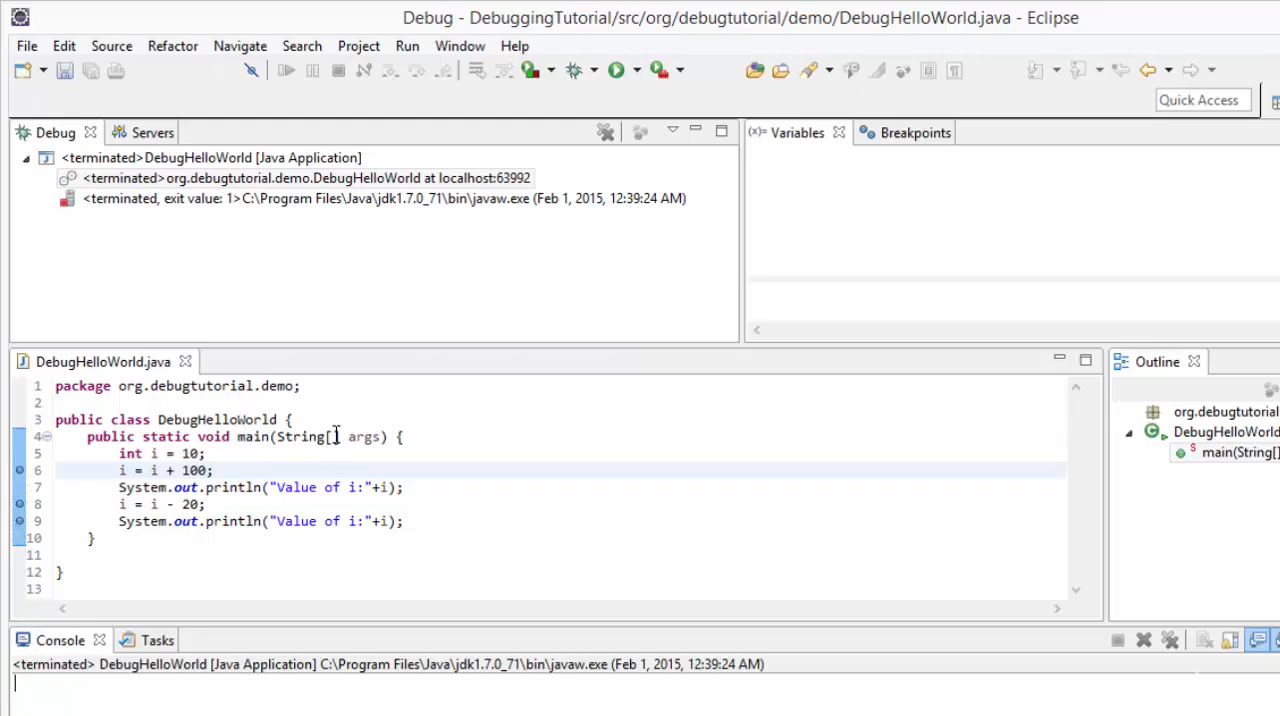 Debug - DebuggingTutorial/src/org/debugtutorial/demo/DebugHelloWorld.java - Eclipse
File Edit Source Refactor Navigate Search Project Run Window Help
Quick Access
Debug Servers
(x)= Variables Breakpoints
<terminated>DebugHelloWorld [Java Application]
<terminated>org.debugtutorial.demo.DebugHelloWorld at localhost:63992
<terminated, exit value: 1>C:\Program Files\Java\jdk1.7.0_71\bin\javaw.exe (Feb 1, 2015, 12:39:24 AM)
DebugHelloWorld.java
Outline
1 package org.debugtutorial.demo;
2
3 public class DebugHelloWorld {
4 public static void main(String[] args) {
5 int i = 10;
6 i = i + 100;
7 System.out.println("Value of i:"+i);
8 i = i - 20;
9 System.out.println("Value of i:"+i);
10 }
11
12 }
13
org.debugtutorial
DebugHelloWorld
main(String[]
Console Tasks
<terminated> DebugHelloWorld [Java Application] C:\Program Files\Java\jdk1.7.0_71\bin\javaw.exe (Feb 1, 2015, 12:39:24 AM)